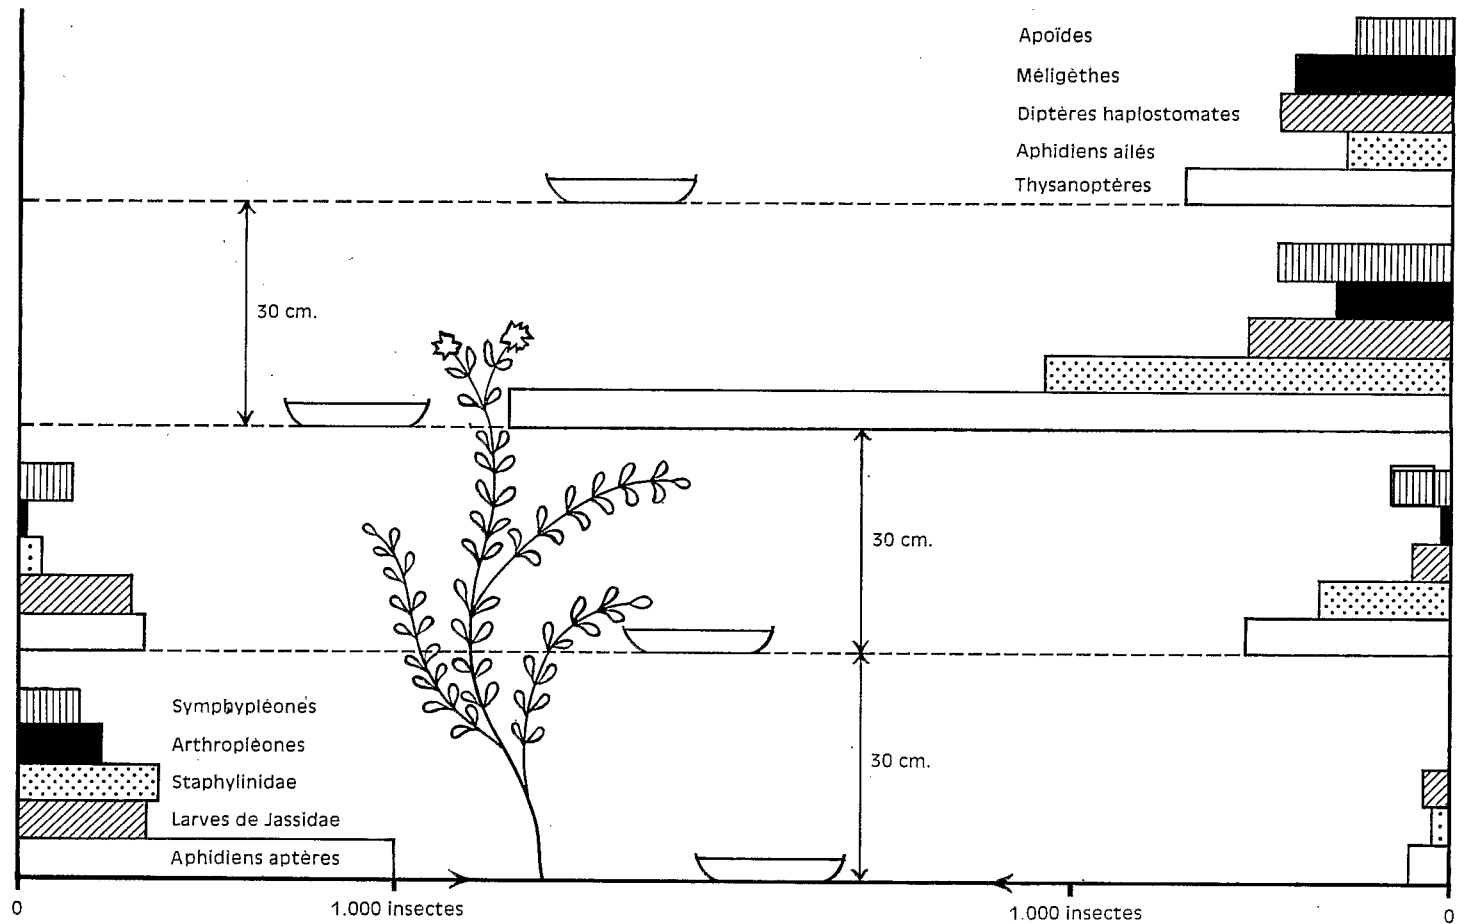 Apoïdes
Méligèthes
Diptères haplostomates
Aphidiens ailés
Thysanoptères
30 cm.
30 cm.
Symphypléones
Arthropléones
Staphylinidae
30 cm.
Larves de Jassidae
Aphidiens aptères
0
1.000 insectes
1.000 insectes
0